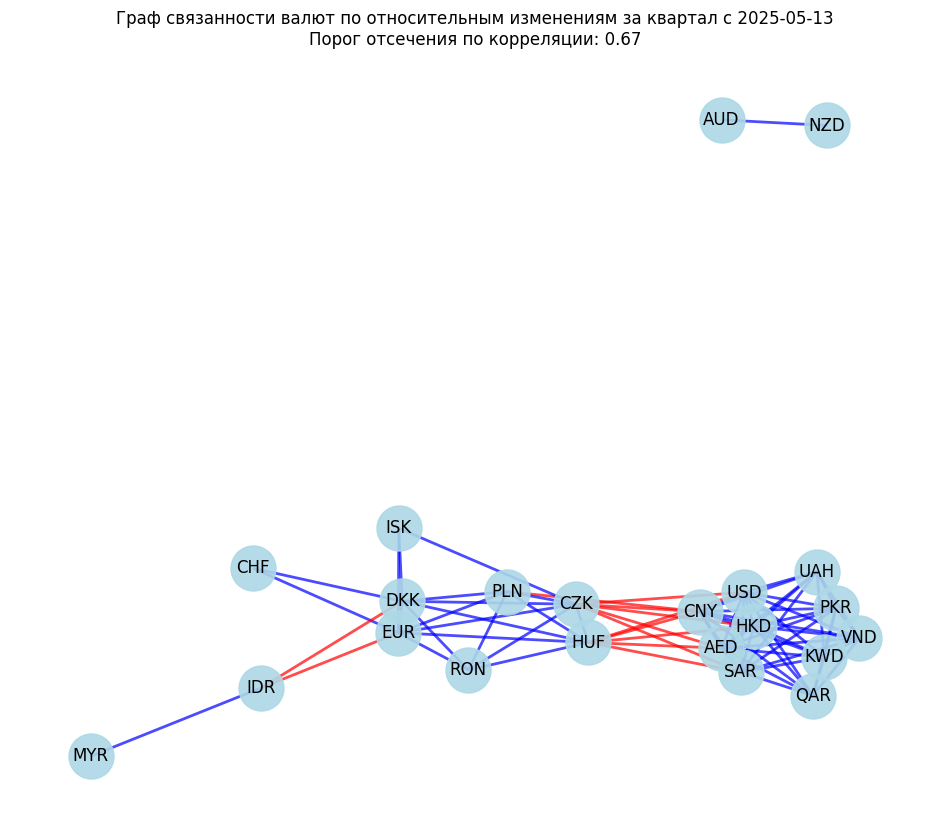 Граф связанности валют по относительным изменениям за квартал с 2025-05-13
Порог отсечения по корреляции: 0.67
AUD
NZD
ISK
CHF
UAH
USD
PLN
DKK
CZK
PKR
CNY
HKD
EUR
VND
HUF
AED
KWD
RON
SAR
IDR
QAR
MYR